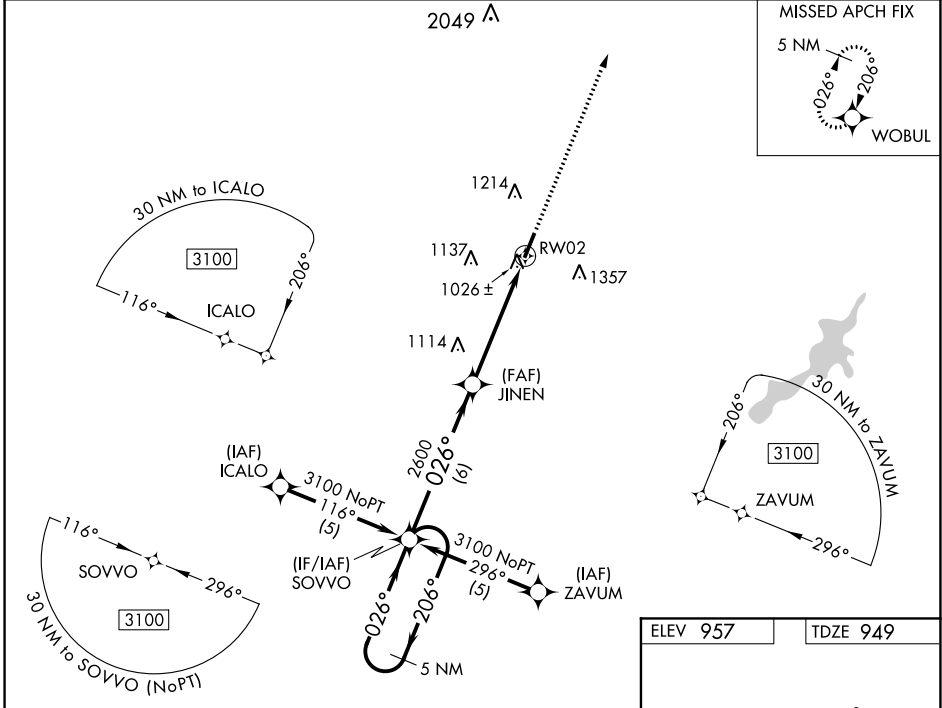 2049
MISSED APCH FIX
5 NM
026°
206°
WOBUL
30 NM to ICALO
3100
116°
206°
ICALO
1214
1137
RW02
1026 ±
1357
1114
(FAF)
JINEN
30 NM to ZAVUM
206°
3100
ZAVUM
296°
2600
026°
(6)
(IAF)
ICALO
3100 NoPT
116°
(5)
(IF/IAF)
SOVVO
3100 NoPT
296°
(5)
(IAF)
ZAVUM
026°
206°
5 NM
116°
SOVVO
296°
3100
30 NM to SOVVO (NoPT)
ELEV 957
TDZE 949